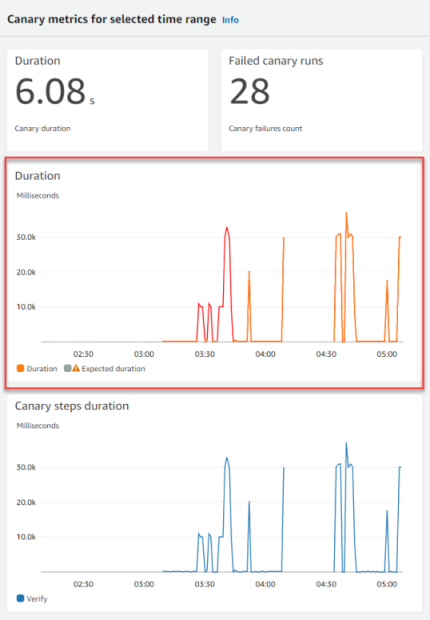 Canary metrics for selected time range Info
Duration
6.08 s
Canary duration
Failed canary runs
28
Canary failures count
Duration
Milliseconds
30.0k
20.0k
10.0k
02:30 03:00 03:30 04:00 04:30 05:00
Duration Expected duration
Canary steps duration
Milliseconds
30.0k
20.0k
10.0k
02:30 03:00 03:30 04:00 04:30 05:00
Verify